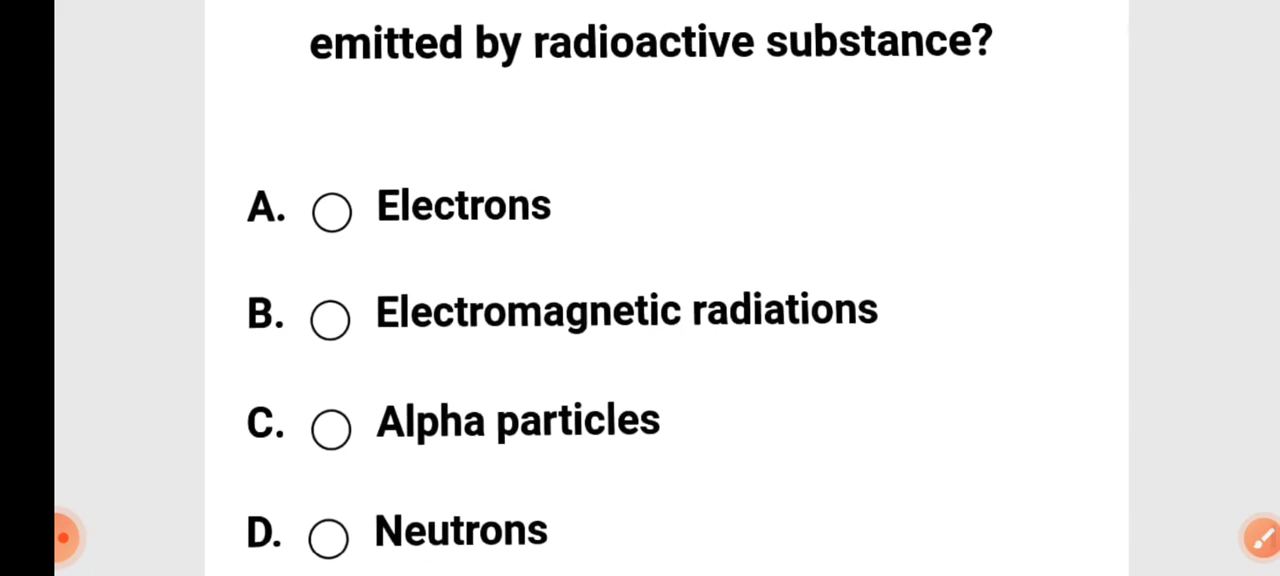 emitted by radioactive substance?
A. Electrons
B. Electromagnetic radiations
C. Alpha particles
D. Neutrons